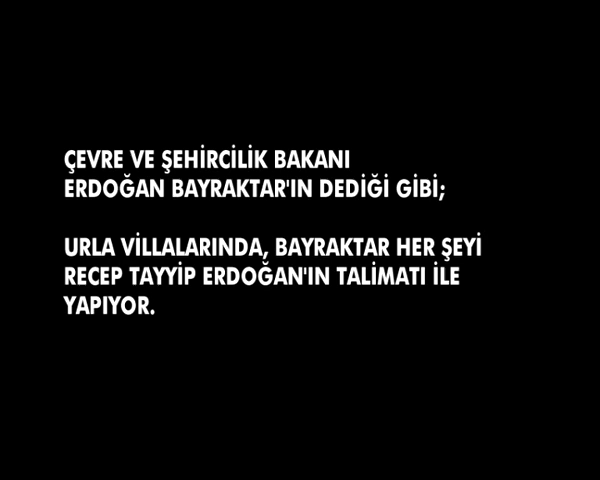 ÇEVRE VE ŞEHİRCİLİK BAKANI
ERDOĞAN BAYRAKTAR'IN DEDİĞİ GİBİ;
URLA VİLLALARINDA, BAYRAKTAR HER ŞEYİ
RECEP TAYYİP ERDOĞAN'IN TALİMATI İLE
YAPIYOR.